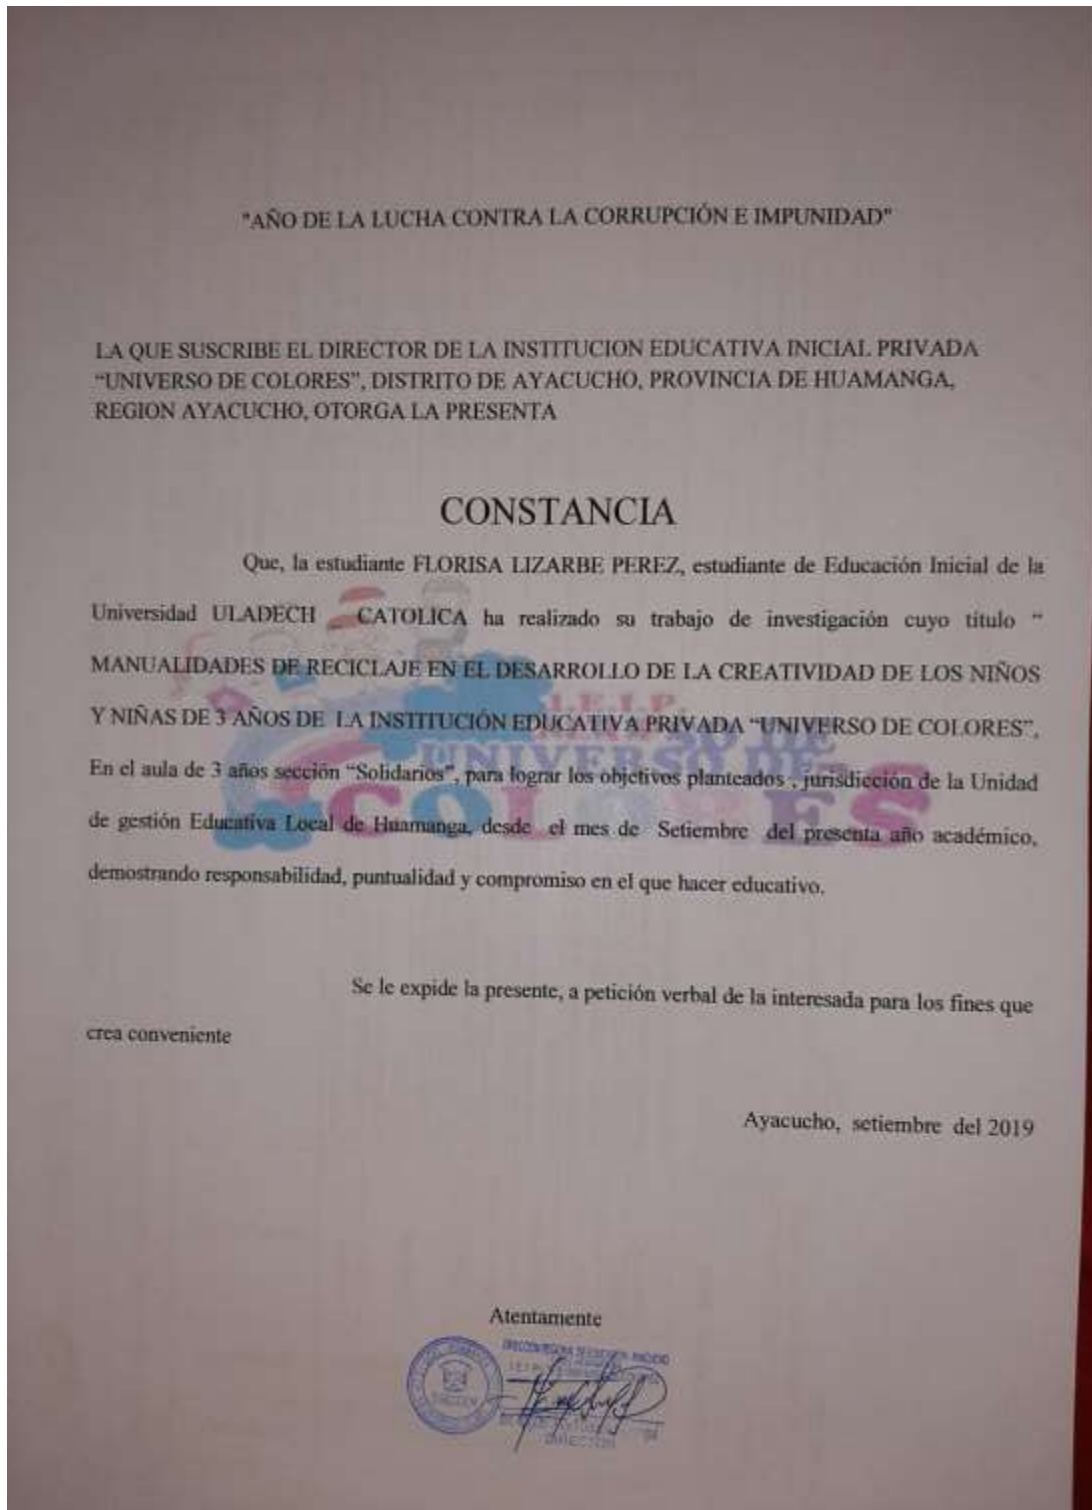 "AÑO DE LA LUCHA CONTRA LA CORRUPCIÓN E IMPUNIDAD"
LA QUE SUSCRIBE EL DIRECTOR DE LA INSTITUCION EDUCATIVA INICIAL PRIVADA
“UNIVERSO DE COLORES”, DISTRITO DE AYACUCHO, PROVINCIA DE HUAMANGA,
REGION AYACUCHO, OTORGA LA PRESENTA
CONSTANCIA
Que, la estudiante FLORISA LIZARBE PEREZ, estudiante de Educación Inicial de la
Universidad ULADECH CATOLICA ha realizado su trabajo de investigación cuyo título “
MANUALIDADES DE RECICLAJE EN EL DESARROLLO DE LA CREATIVIDAD DE LOS NIÑOS
Y NIÑAS DE 3 AÑOS DE LA INSTITUCIÓN EDUCATIVA PRIVADA “UNIVERSO DE COLORES”,
En el aula de 3 años sección “Solidarios”, para lograr los objetivos planteados , jurisdicción de la Unidad
de gestión Educativa Local de Huamanga, desde el mes de Setiembre del presenta año académico,
demostrando responsabilidad, puntualidad y compromiso en el que hacer educativo.
I.E.I.P.
UNIVERSO DE
COLORES
Se le expide la presente, a petición verbal de la interesada para los fines que
crea conveniente
Ayacucho, setiembre del 2019
Atentamente
DIRECTOR